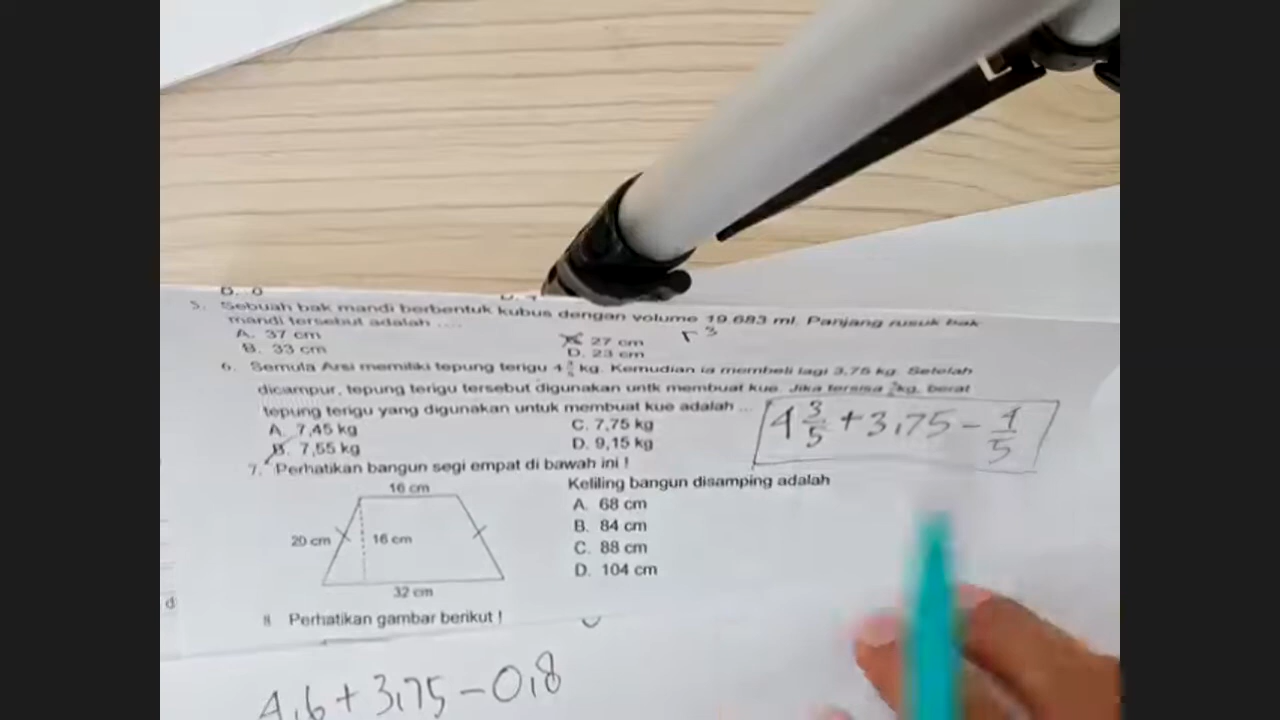 D. 0
5. Sebuah bak mandi berbentuk kubus dengan volume 19.683 ml. Panjang rusuk bak
mandi tersebut adalah ....
r³
A. 37 cm
27 cm
B. 33 cm
D. 23 cm
6. Semula Arsi memiliki tepung terigu 4 3/5 kg. Kemudian ia membeli lagi 3,75 kg. Setelah
dicampur, tepung terigu tersebut digunakan untk membuat kue. Jika tersisa kg, berat
tepung terigu yang digunakan untuk membuat kue adalah ...
A. 7,45 kg
C. 7,75 kg
B. 7,55 kg
D. 9,15 kg
4 3/5 + 3,75 - 4/5
7. Perhatikan bangun segi empat di bawah ini !
16 cm
20 cm
16 cm
32 cm
Keliling bangun disamping adalah
A. 68 cm
B. 84 cm
C. 88 cm
D. 104 cm
8 Perhatikan gambar berikut !
d
4,6 + 3,75 - 0,8